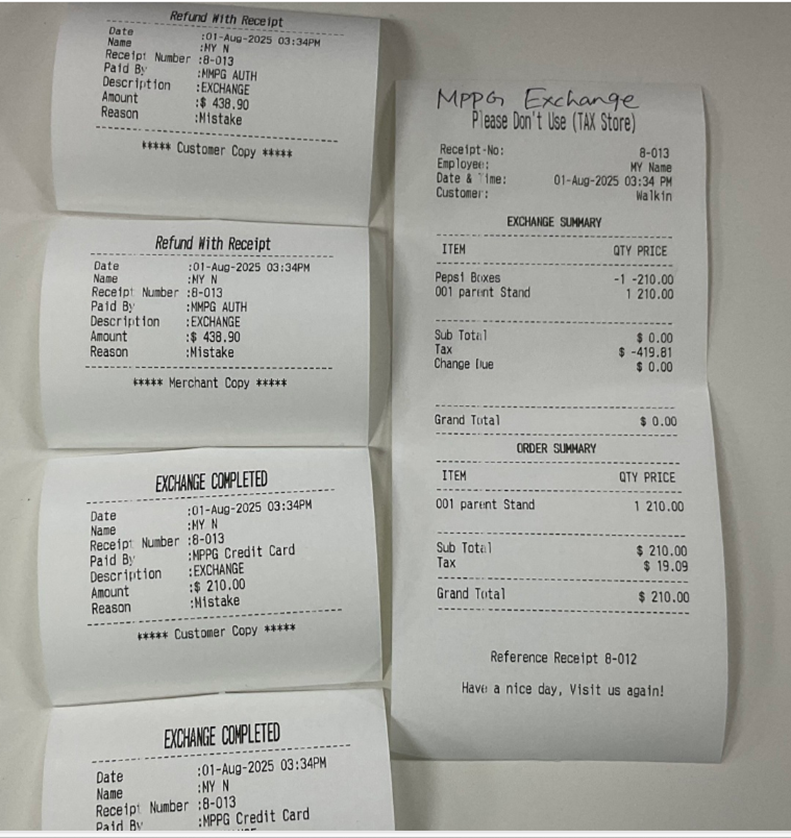 Refund With Receipt
Date :01-Aug-2025 03:34PM
Name :MY N
Receipt Number :8-013
Paid By :MMPG AUTH
Description :EXCHANGE
Amount :$ 438.90
Reason :Mistake
***** Customer Copy *****
Refund With Receipt
Date :01-Aug-2025 03:34PM
Name :MY N
Receipt Number :8-013
Paid By :MMPG AUTH
Description :EXCHANGE
Amount :$ 438.90
Reason :Mistake
***** Merchant Copy *****
EXCHANGE COMPLETED
Date :01-Aug-2025 03:34PM
Name :MY N
Receipt Number :8-013
Paid By :MPPG Credit Card
Description :EXCHANGE
Amount :$ 210.00
Reason :Mistake
***** Customer Copy *****
EXCHANGE COMPLETED
Date :01-Aug-2025 03:34PM
Name :MY N
Receipt Number :8-013
Paid By :MPPG Credit Card
MPPG Exchange
Please Don't Use (TAX Store)
Receipt-No: 8-013
Employee: MY Name
Date & Time: 01-Aug-2025 03:34 PM
Customer: Walkin
EXCHANGE SUMMARY
ITEM QTY PRICE
Pepsi Boxes -1 -210.00
001 parent Stand 1 210.00
Sub Total $ 0.00
Tax $ -419.81
Change Due $ 0.00
Grand Total $ 0.00
ORDER SUMMARY
ITEM QTY PRICE
001 parent Stand 1 210.00
Sub Total $ 210.00
Tax $ 19.09
Grand Total $ 210.00
Reference Receipt 8-012
Have a nice day, Visit us again!